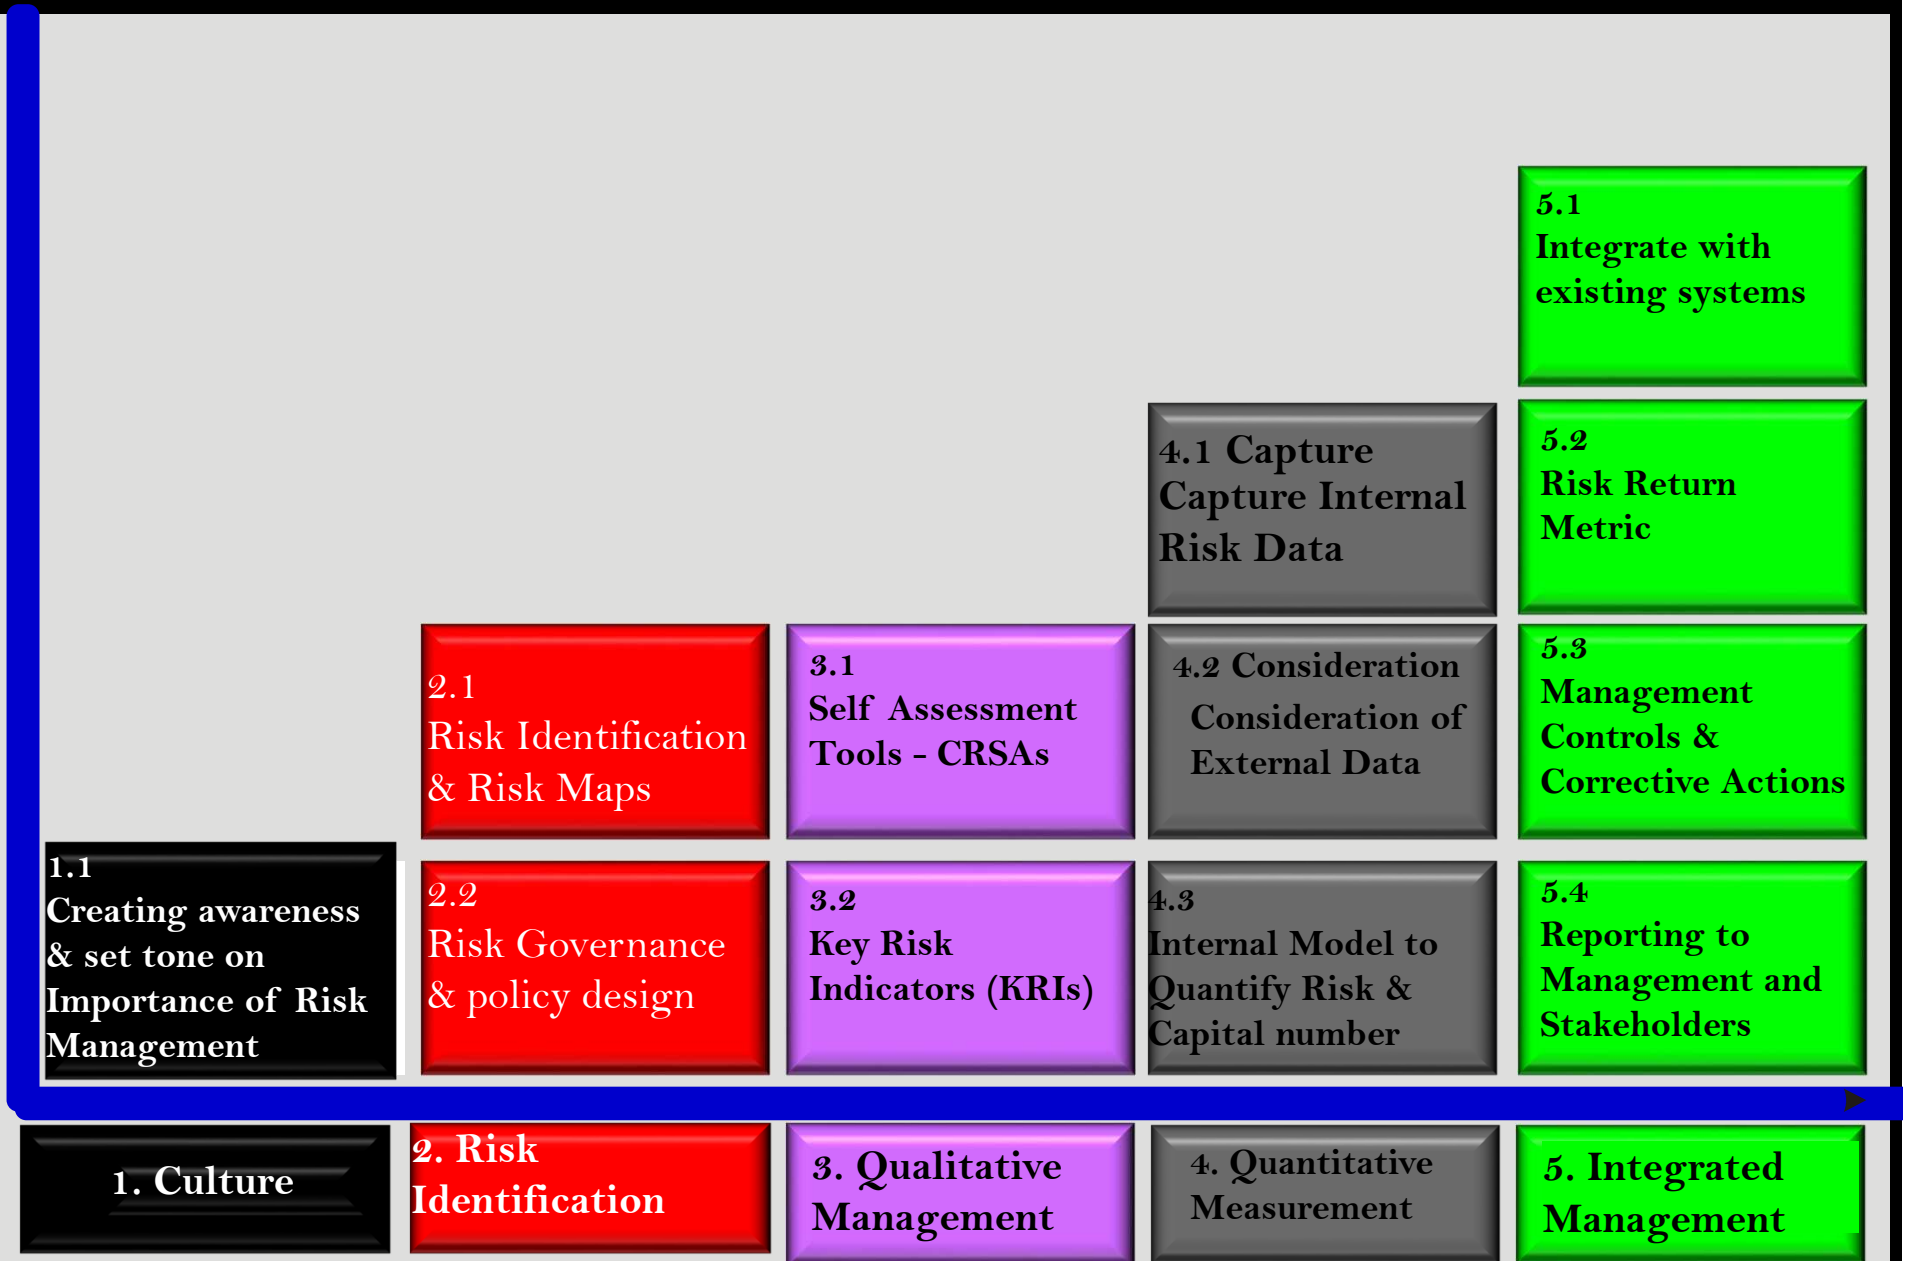 5.1
Integrate with
existing systems
4.1 Capture
Capture Internal
Risk Data
5.2
Risk Return
Metric
2.1
Risk Identification
& Risk Maps
3.1
Self Assessment
Tools - CRSAs
4.2 Consideration
Consideration of
External Data
5.3
Management
Controls &
Corrective Actions
1.1
Creating awareness
& set tone on
Importance of Risk
Management
2.2
Risk Governance
& policy design
3.2
Key Risk
Indicators (KRIs)
4.3
Internal Model to
Quantify Risk &
Capital number
5.4
Reporting to
Management and
Stakeholders
1. Culture
2. Risk
Identification
3. Qualitative
Management
4. Quantitative
Measurement
5. Integrated
Management